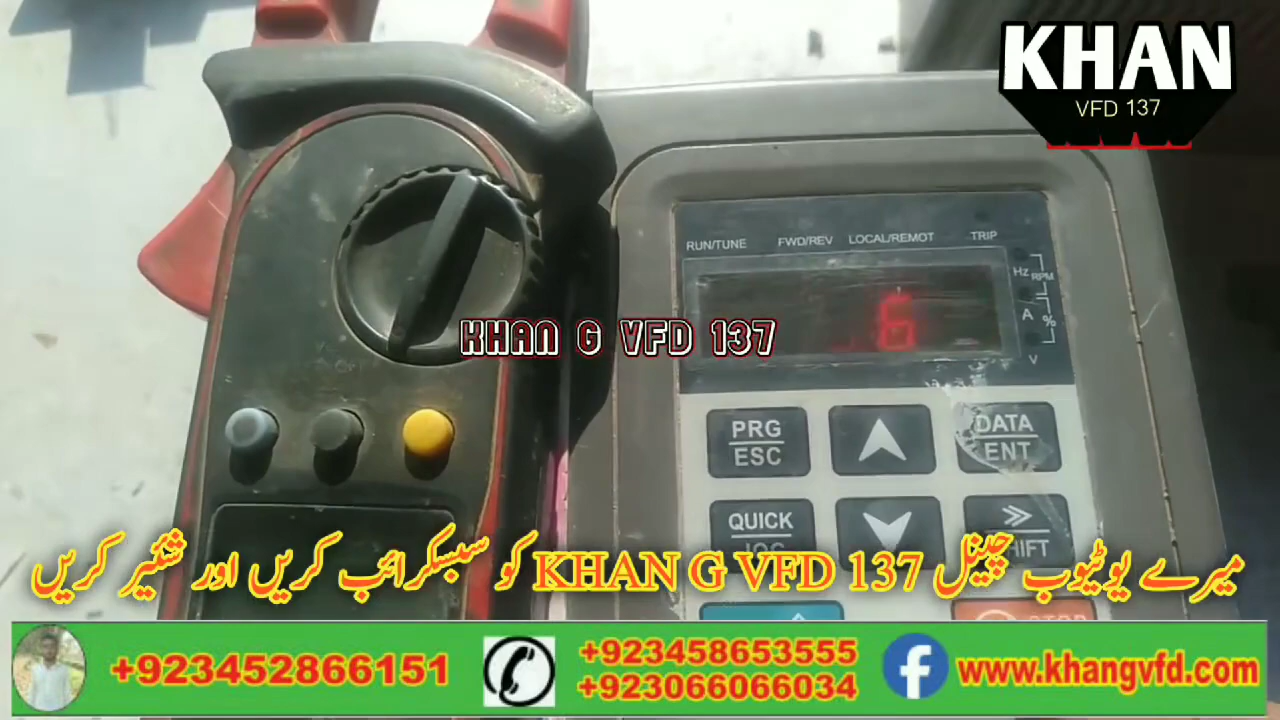 KHAN
VFD 137
RUN/TUNE FWD/REV LOCAL/REMOT TRIP
Hz RPM
A %
V
6
KHAN G VFD 137
PRG
ESC
DATA
ENT
QUICK
میرے یوٹیوب چینل KHAN G VFD 137 کو سبسکرائب کریں اور شئیر کریں
+923452866151
+923458653555
+923066066034
www.khangvfd.com